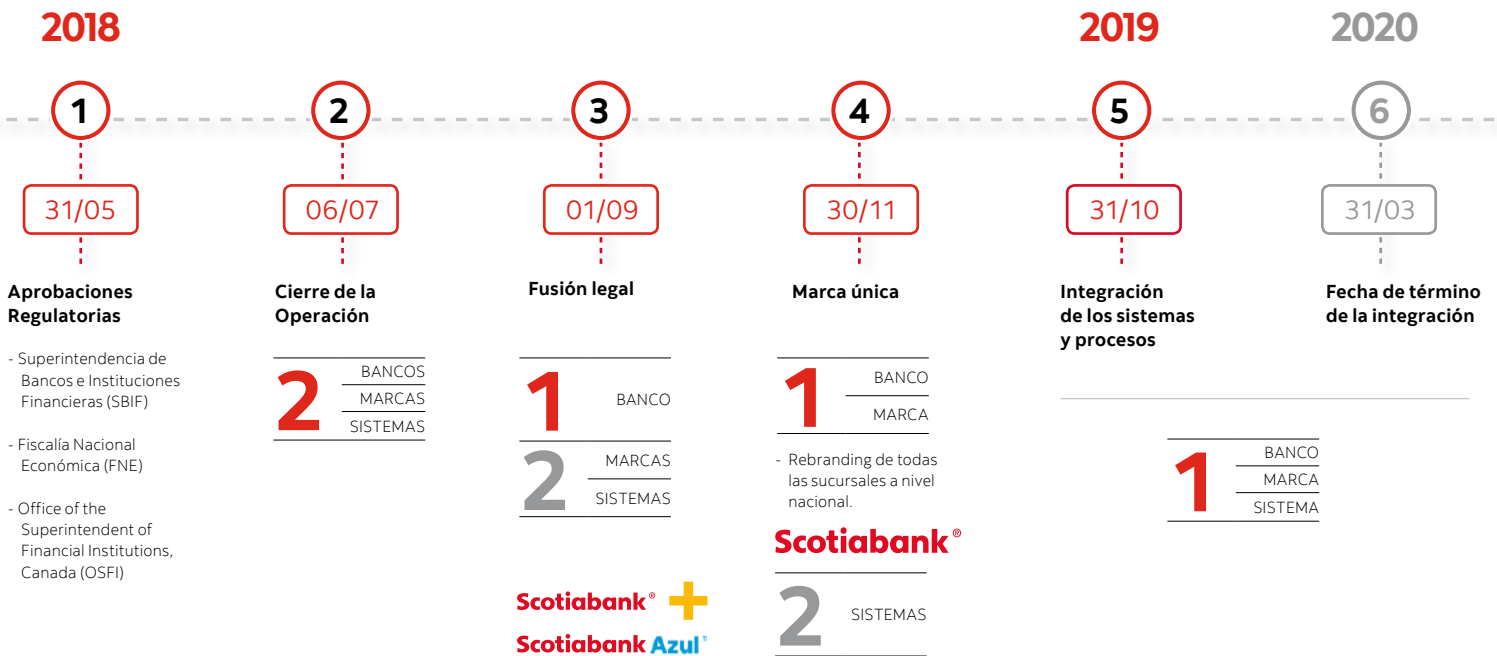 2018
2019
2020
1
2
3
4
5
6
31/05
06/07
01/09
30/11
31/10
31/03
Aprobaciones
Regulatorias
- Superintendencia de
Bancos e Instituciones
Financieras (SBIF)
- Fiscalía Nacional
Económica (FNE)
- Office of the
Superintendent of
Financial Institutions,
Canada (OSFI)
Cierre de la
Operación
2
BANCOS
MARCAS
SISTEMAS
Fusión legal
1
BANCO
2
MARCAS
SISTEMAS
Scotiabank®
Scotiabank Azul®
Marca única
1
BANCO
MARCA
- Rebranding de todas
las sucursales a nivel
nacional.
Scotiabank®
2
SISTEMAS
Integración
de los sistemas
y procesos
Fecha de término
de la integración
1
BANCO
MARCA
SISTEMA